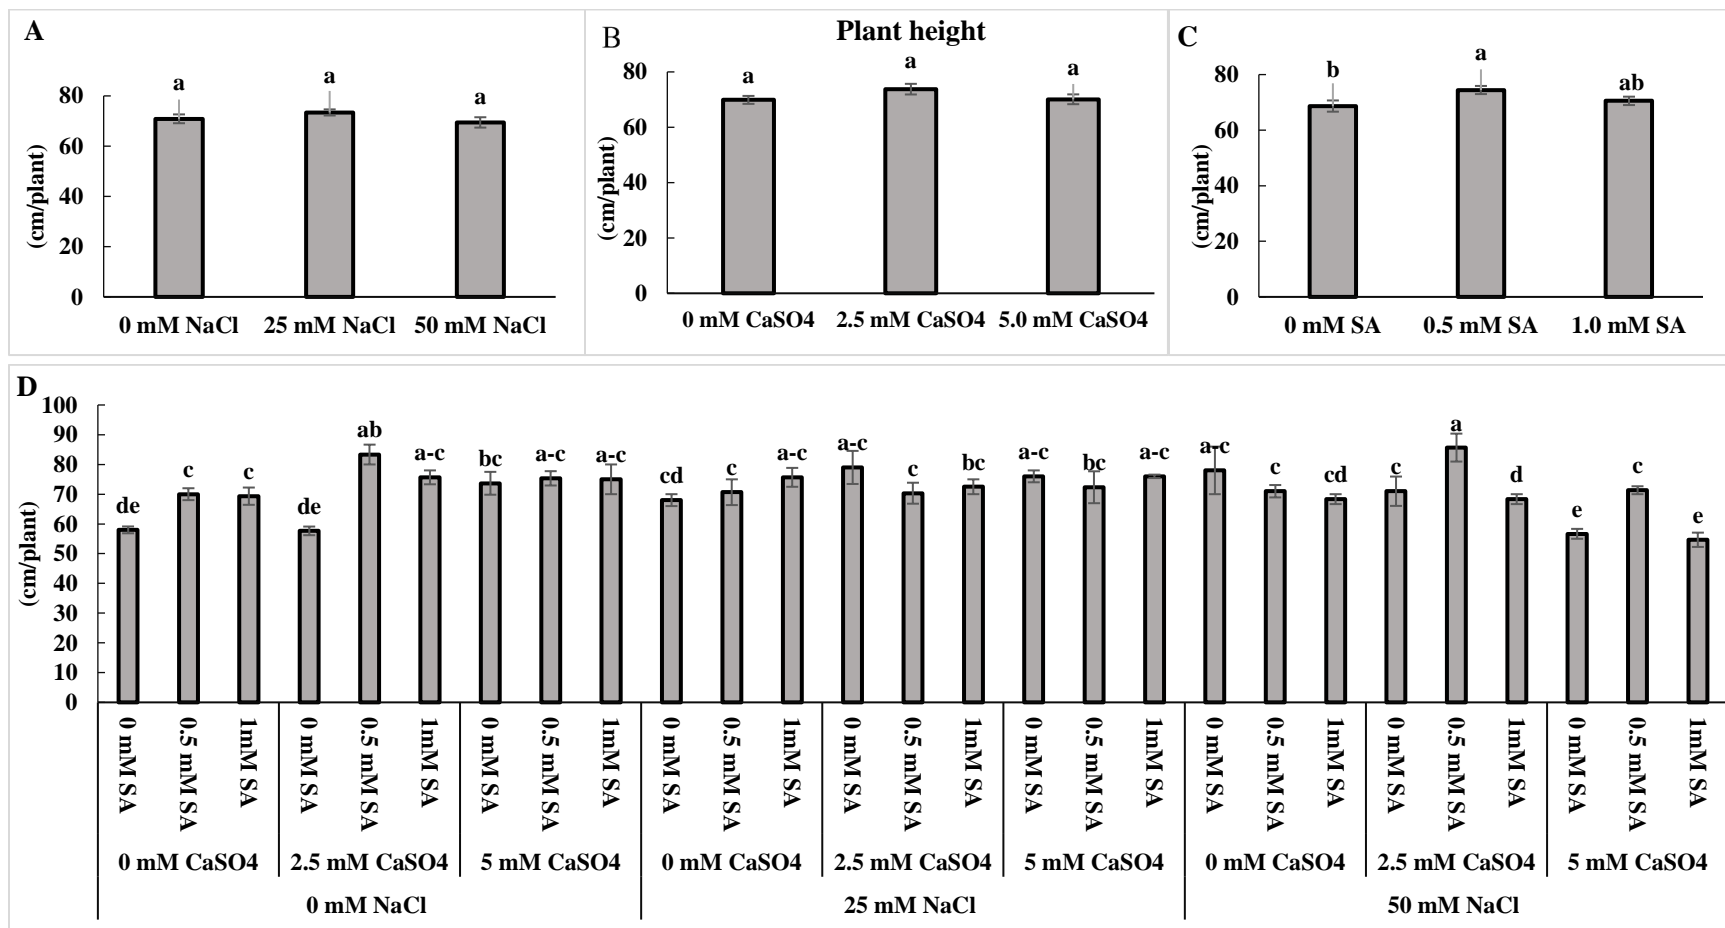 A
a
a
a
80
60
40
20
0
(cm/plant)
0 mM NaCl 25 mM NaCl 50 mM NaCl
Plant height
B
a
a
a
80
60
40
20
0
(cm/plant)
0 mM CaSO4 2.5 mM CaSO4 5.0 mM CaSO4
C
b
a
ab
80
60
40
20
0
(cm/plant)
0 mM SA 0.5 mM SA 1.0 mM SA
D
100
90
80
70
60
50
40
30
20
10
0
(cm/plant)
de c c de ab a-c bc a-c a-c cd c a-c a-c c bc a-c bc a-c a-c c cd c a d e c e
0 mM SA 0.5 mM SA 1mM SA 0 mM SA 0.5 mM SA 1mM SA 0 mM SA 0.5 mM SA 1mM SA 0 mM SA 0.5 mM SA 1mM SA 0 mM SA 0.5 mM SA 1mM SA 0 mM SA 0.5 mM SA 1mM SA 0 mM SA 0.5 mM SA 1mM SA 0 mM SA 0.5 mM SA 1mM SA 0 mM SA 0.5 mM SA 1mM SA
0 mM CaSO4 2.5 mM CaSO4 5 mM CaSO4 0 mM CaSO4 2.5 mM CaSO4 5 mM CaSO4 0 mM CaSO4 2.5 mM CaSO4 5 mM CaSO4
0 mM NaCl 25 mM NaCl 50 mM NaCl